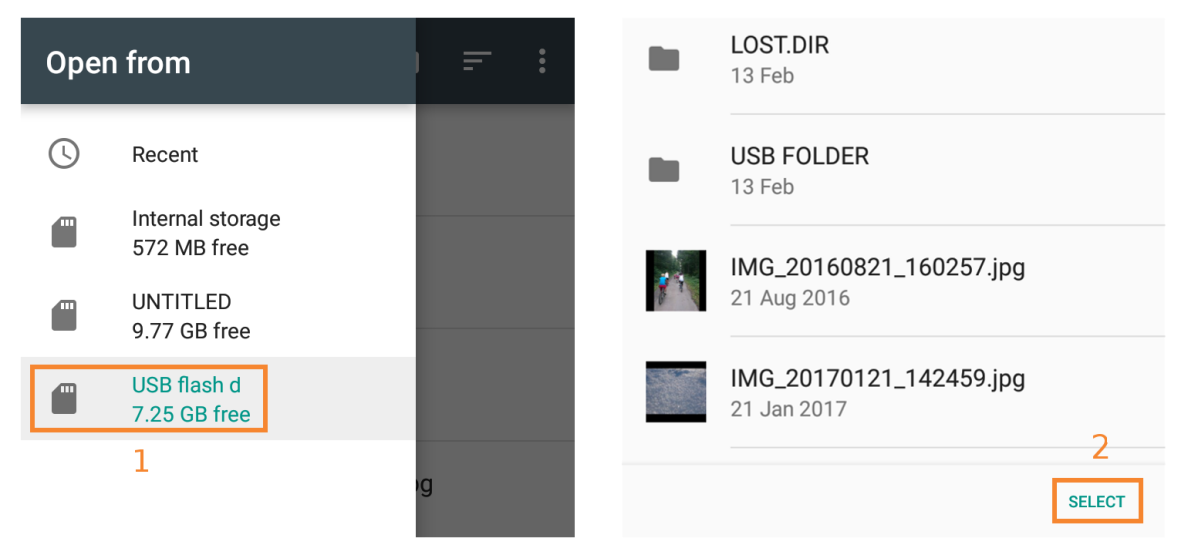 Open from
Recent
Internal storage
572 MB free
UNTITLED
9.77 GB free
USB flash d
7.25 GB free
1
g
LOST.DIR
13 Feb
USB FOLDER
13 Feb
IMG_20160821_160257.jpg
21 Aug 2016
IMG_20170121_142459.jpg
21 Jan 2017
2
SELECT